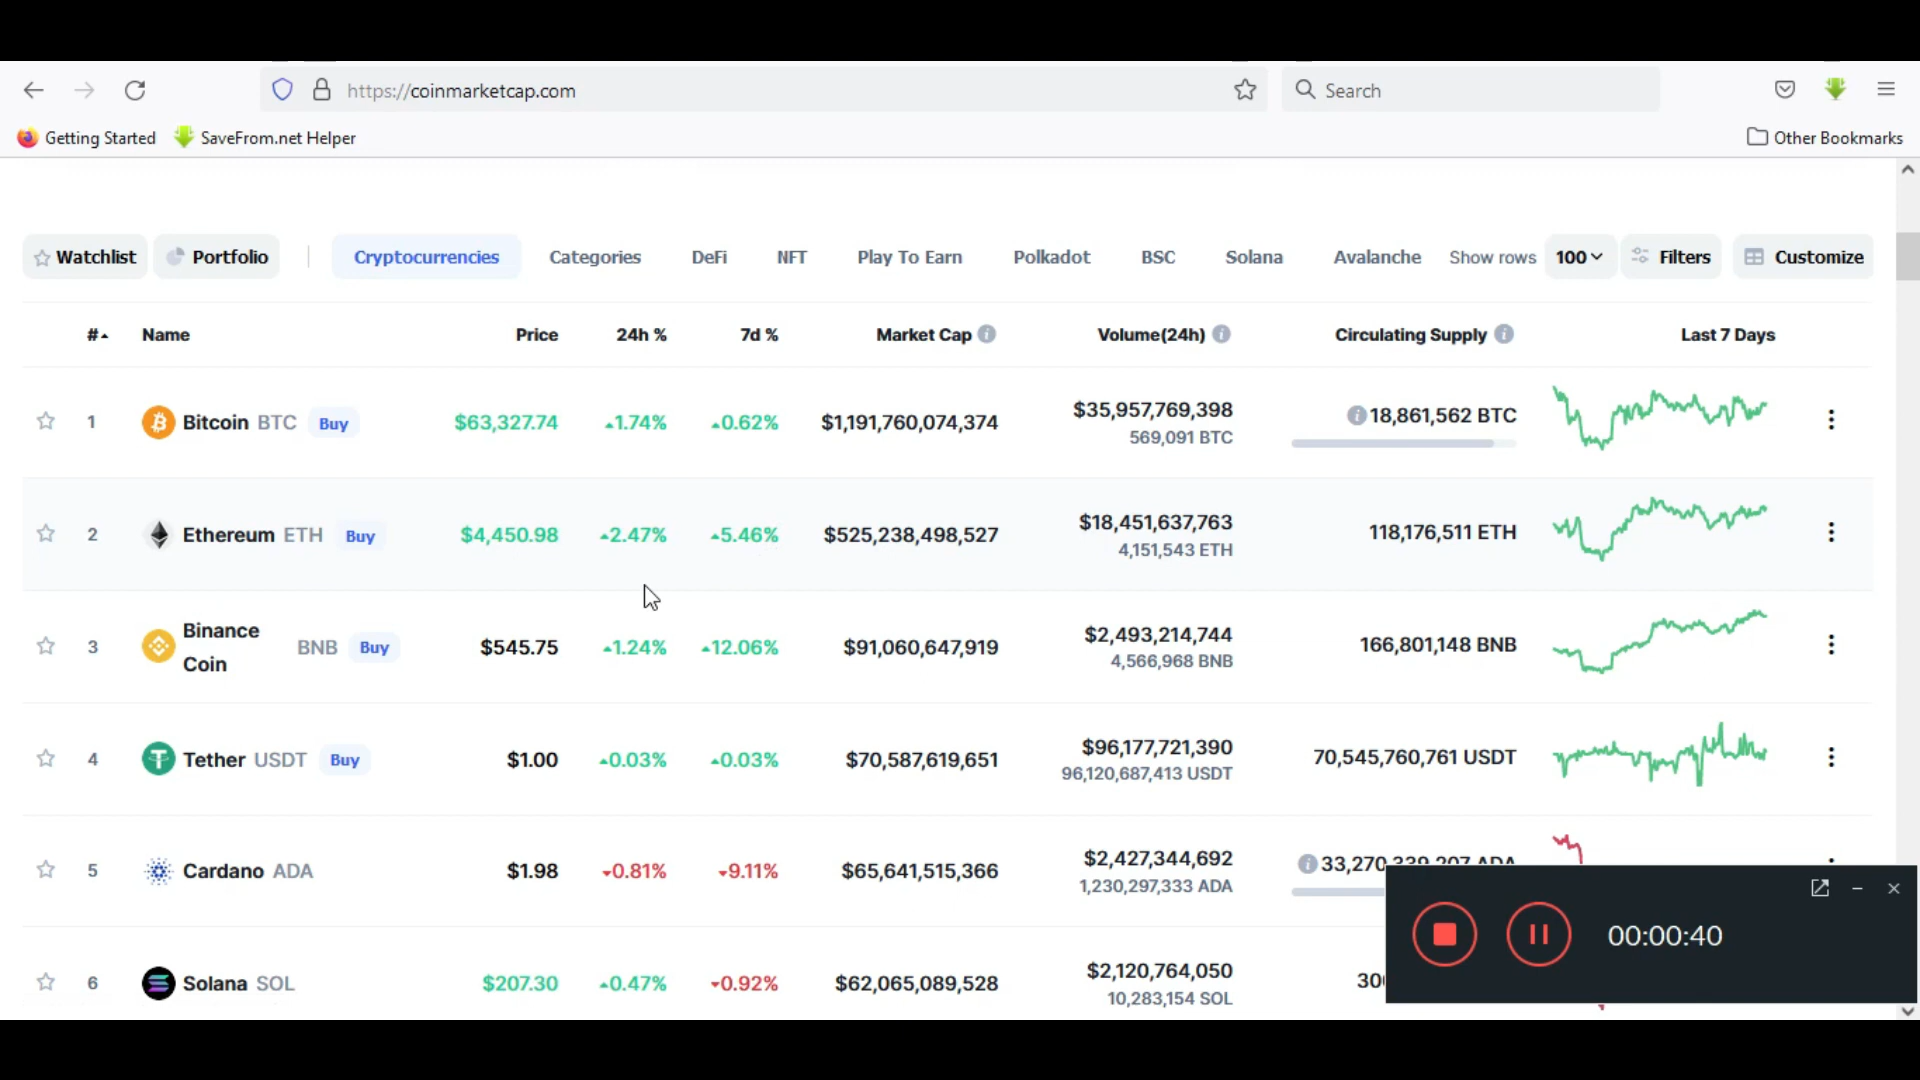 https://coinmarketcap.com
Search
Getting Started
SaveFrom.net Helper
Other Bookmarks
Watchlist Portfolio Cryptocurrencies Categories DeFi NFT Play To Earn Polkadot BSC Solana Avalanche Show rows 100 Filters Customize
# Name Price 24h % 7d % Market Cap Volume(24h) Circulating Supply Last 7 Days
1 Bitcoin BTC Buy $63,327.74 1.74% 0.62% $1,191,760,074,374 $35,957,769,398 18,861,562 BTC
569,091 BTC
2 Ethereum ETH Buy $4,450.98 2.47% 5.46% $525,238,498,527 $18,451,637,763 118,176,511 ETH
4,151,543 ETH
3 Binance Coin BNB Buy $545.75 1.24% 12.06% $91,060,647,919 $2,493,214,744 166,801,148 BNB
4,566,968 BNB
4 Tether USDT Buy $1.00 0.03% 0.03% $70,587,619,651 $96,177,721,390 70,545,760,761 USDT
96,120,687,413 USDT
5 Cardano ADA $1.98 0.81% 9.11% $65,641,515,366 $2,427,344,692 ADA
1,230,297,333 ADA
6 Solana SOL $207.30 0.47% 0.92% $62,065,089,528 $2,120,764,050
10,283,154 SOL
00:00:40